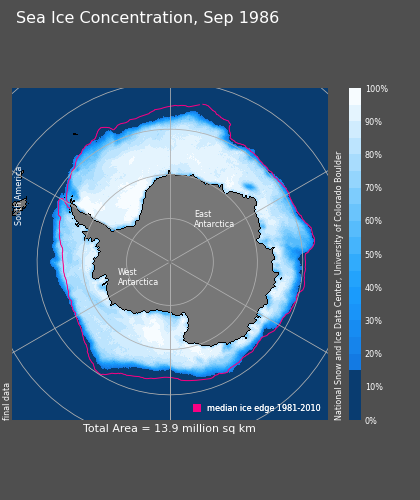 Sea Ice Concentration, Sep 1986
South America
East
Antarctica
West
Antarctica
final data
median ice edge 1981-2010
Total Area = 13.9 million sq km
National Snow and Ice Data Center, University of Colorado Boulder
100%
90%
80%
70%
60%
50%
40%
30%
20%
10%
0%